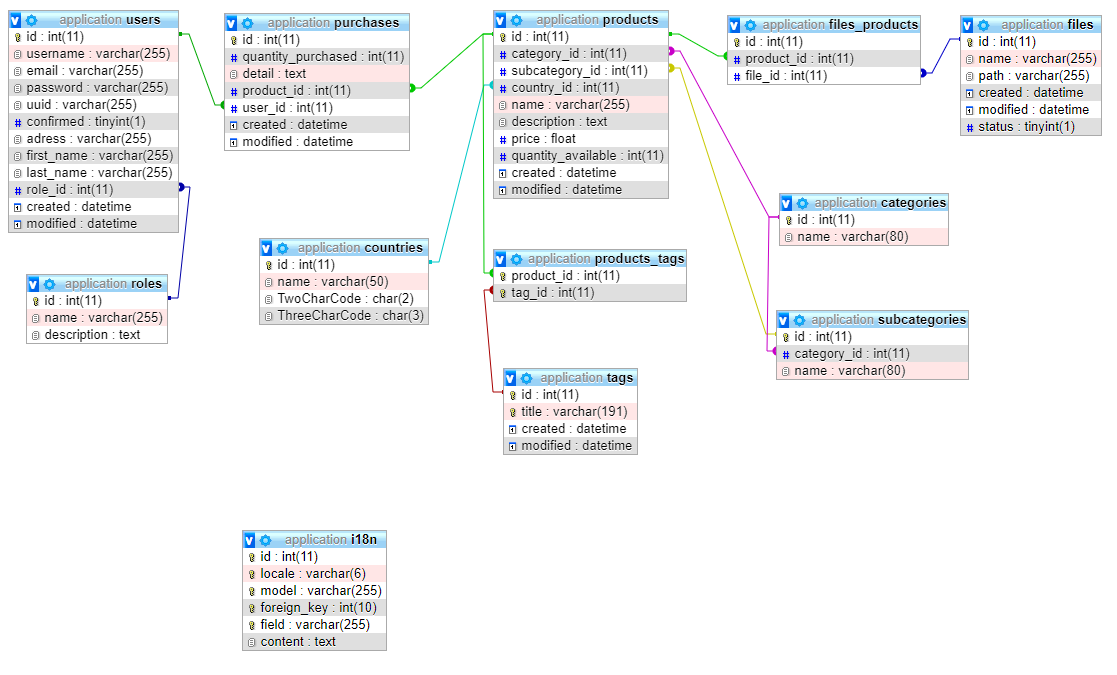 application users
id : int(11)
username : varchar(255)
email : varchar(255)
password : varchar(255)
uuid : varchar(255)
confirmed : tinyint(1)
adress : varchar(255)
first_name : varchar(255)
last_name : varchar(255)
role_id : int(11)
created : datetime
modified : datetime
application purchases
id : int(11)
quantity_purchased : int(11)
detail : text
product_id : int(11)
user_id : int(11)
created : datetime
modified : datetime
application products
id : int(11)
category_id : int(11)
subcategory_id : int(11)
country_id : int(11)
name : varchar(255)
description : text
price : float
quantity_available : int(11)
created : datetime
modified : datetime
application files_products
id : int(11)
product_id : int(11)
file_id : int(11)
application files
id : int(11)
name : varchar(255)
path : varchar(255)
created : datetime
modified : datetime
status : tinyint(1)
application categories
id : int(11)
name : varchar(80)
application countries
id : int(11)
name : varchar(50)
TwoCharCode : char(2)
ThreeCharCode : char(3)
application products_tags
product_id : int(11)
tag_id : int(11)
application roles
id : int(11)
name : varchar(255)
description : text
application subcategories
id : int(11)
category_id : int(11)
name : varchar(80)
application tags
id : int(11)
title : varchar(191)
created : datetime
modified : datetime
application i18n
id : int(11)
locale : varchar(6)
model : varchar(255)
foreign_key : int(10)
field : varchar(255)
content : text